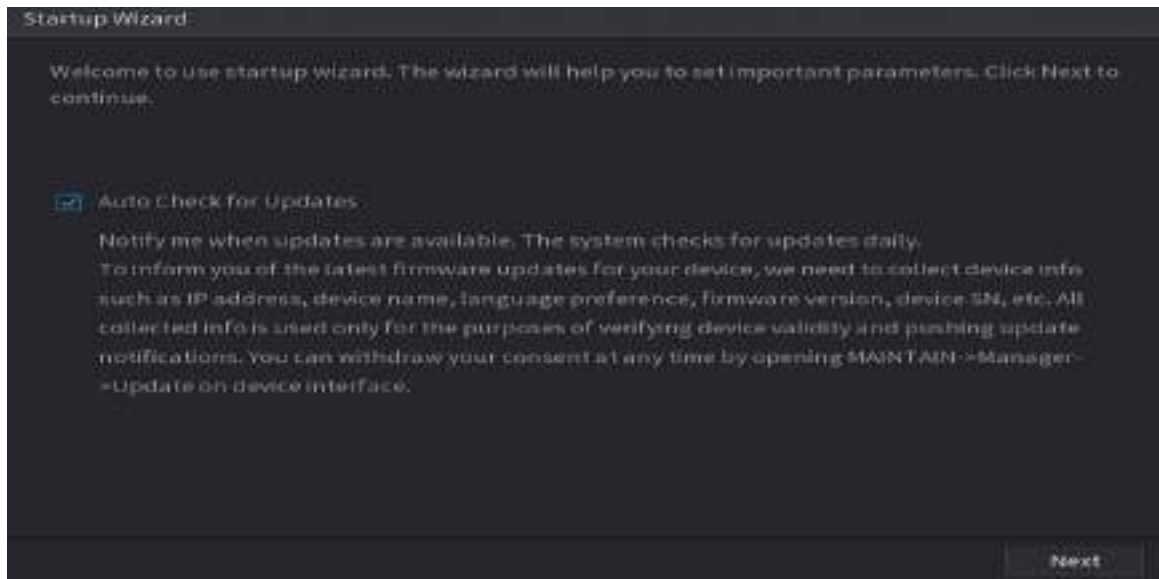 Startup Wizard
Welcome to use startup wizard. The wizard will help you to set important parameters. Click Next to
continue.
Auto Check for Updates
Notify me when updates are available. The system checks for updates daily.
To inform you of the latest firmware updates for your device, we need to collect device info
such as IP address, device name, language preference, firmware version, device SN, etc. All
collected info is used only for the purposes of verifying device validity and pushing update
notifications. You can withdraw your consent at any time by opening MAINTAIN->Manager-
>Update on device interface.
Next